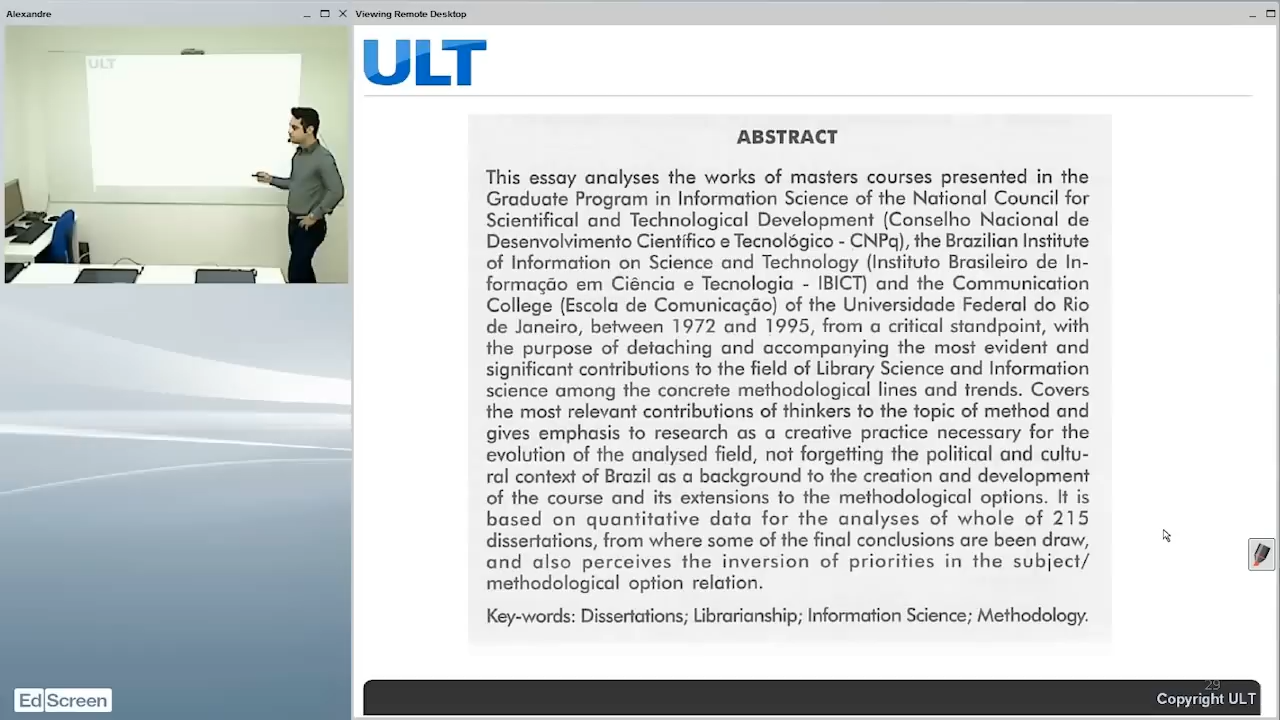 Alexandre
Viewing Remote Desktop
ULT
ULT
ABSTRACT
This essay analyses the works of masters courses presented in the
Graduate Program in Information Science of the National Council for
Scientifical and Technological Development (Conselho Nacional de
Desenvolvimento Científico e Tecnológico - CNPq), the Brazilian Institute
of Information on Science and Technology (Instituto Brasileiro de In-
formação em Ciência e Tecnologia - IBICT) and the Communication
College (Escola de Comunicação) of the Universidade Federal do Rio
de Janeiro, between 1972 and 1995, from a critical standpoint, with
the purpose of detaching and accompanying the most evident and
significant contributions to the field of Library Science and Information
science among the concrete methodological lines and trends. Covers
the most relevant contributions of thinkers to the topic of method and
gives emphasis to research as a creative practice necessary for the
evolution of the analysed field, not forgetting the political and cultu-
ral context of Brazil as a background to the creation and development
of the course and its extensions to the methodological options. It is
based on quantitative data for the analyses of whole of 215
dissertations, from where some of the final conclusions are been draw,
and also perceives the inversion of priorities in the subject/
methodological option relation.
Key-words: Dissertations; Librarianship; Information Science; Methodology.
29
Copyright ULT
EdScreen